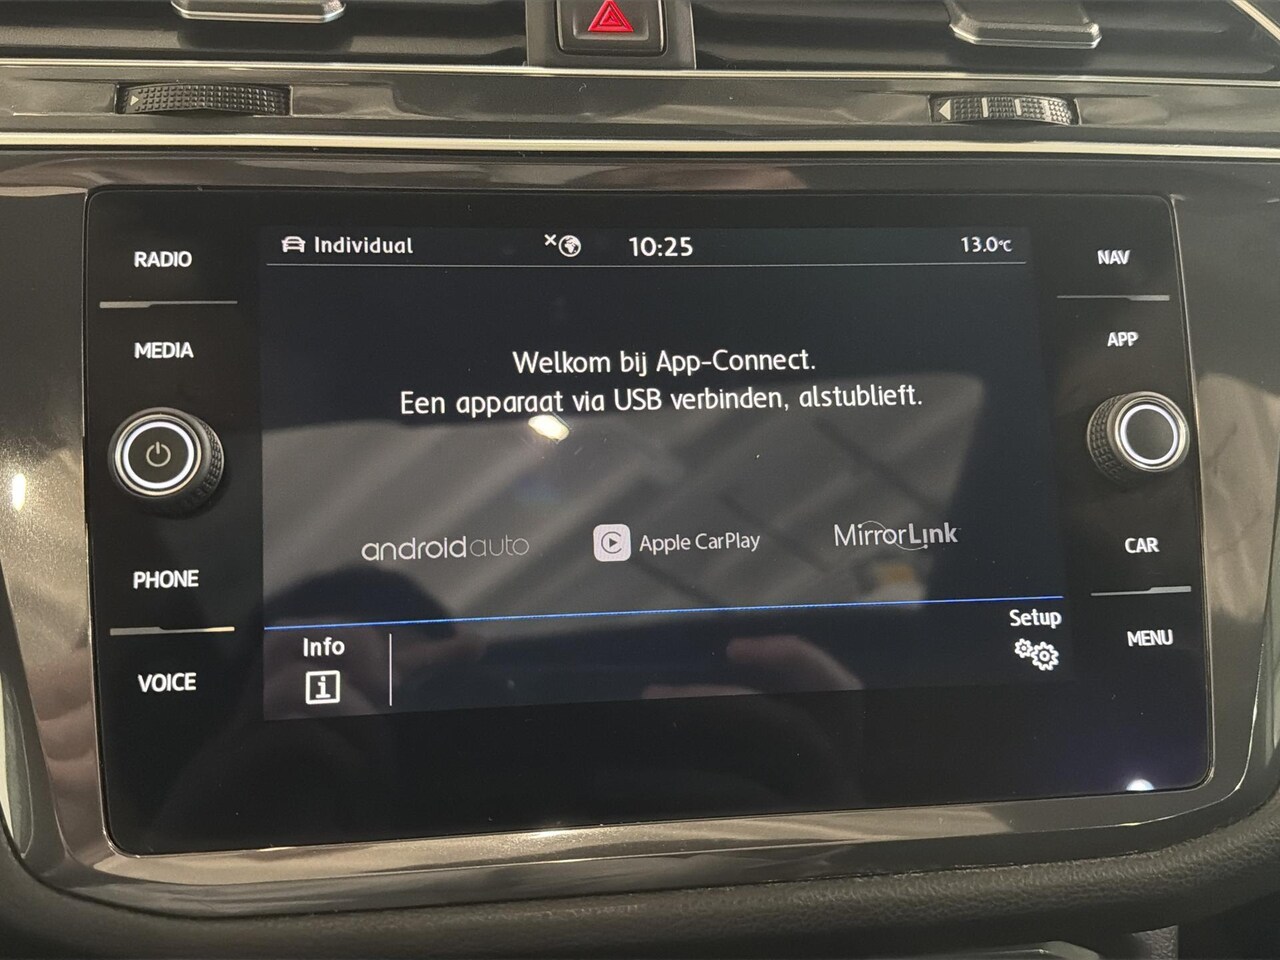 RADIO
MEDIA
PHONE
VOICE
Individual
10:25
13.0°C
Welkom bij App-Connect.
Een apparaat via USB verbinden, alstublieft.
androidauto
Apple CarPlay
MirrorLink
Info
i
Setup
NAV
APP
CAR
MENU